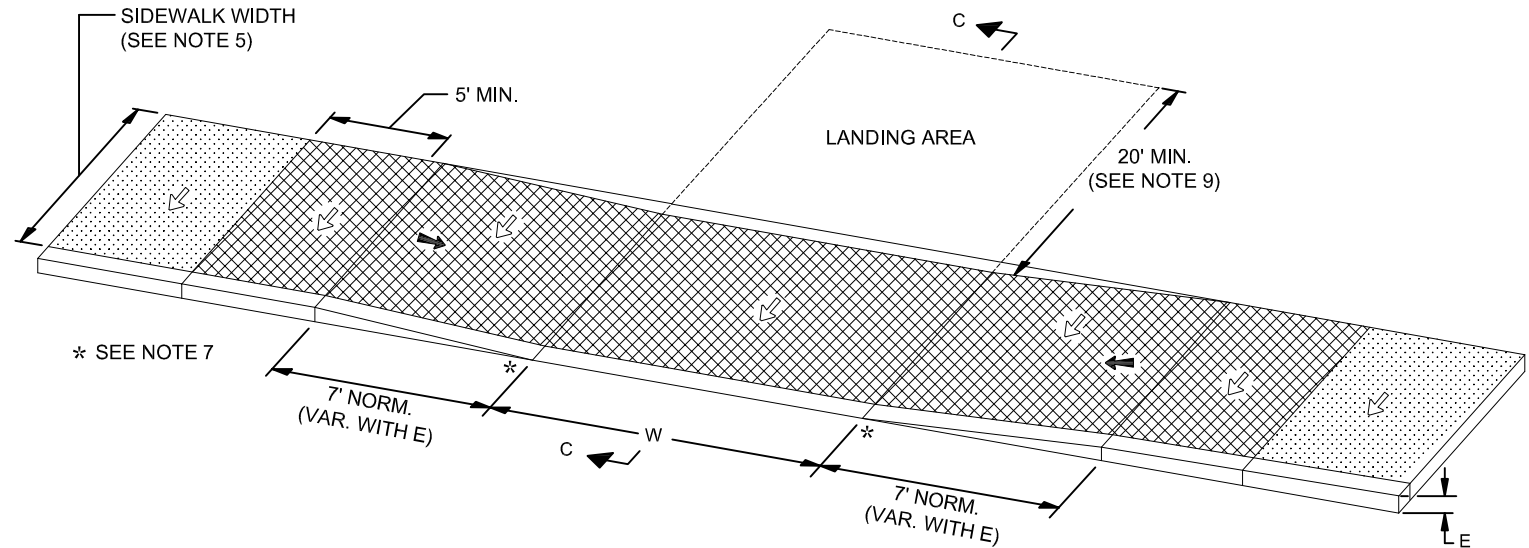 SIDEWALK WIDTH
(SEE NOTE 5)
C
5' MIN.
LANDING AREA
20' MIN.
(SEE NOTE 9)
* SEE NOTE 7
*
7' NORM.
(VAR. WITH E)
W
*
C
7' NORM.
(VAR. WITH E)
E